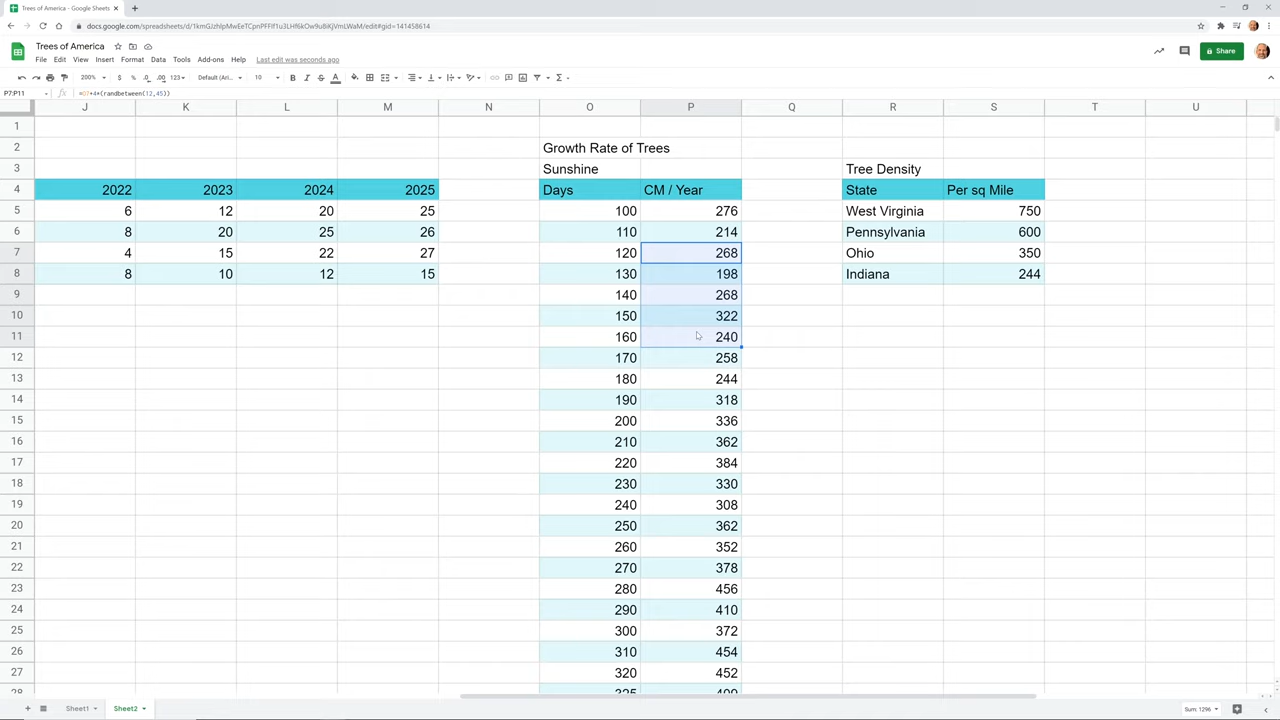 Trees of America - Google Sheets
docs.google.com/spreadsheets/d/1kmGJzhlpMwEeTCpnPFFlf1u3LHf6kOw9u8iKjVmLWaM/edit#gid=141458614
Trees of America
File Edit View Insert Format Data Tools Add-ons Help Last edit was seconds ago
Share
200% $ % .0 .00 123 Default (Ari... 10 B I S A
P7:P11 fx =O7+4*(randbetween(12,45))
J K L M N O P Q R S T U
1
2 Growth Rate of Trees
3 Sunshine Tree Density
4 2022 2023 2024 2025 Days CM / Year State Per sq Mile
5 6 12 20 25 100 276 West Virginia 750
6 8 20 25 26 110 214 Pennsylvania 600
7 4 15 22 27 120 268 Ohio 350
8 8 10 12 15 130 198 Indiana 244
9 140 268
10 150 322
11 160 240
12 170 258
13 180 244
14 190 318
15 200 336
16 210 362
17 220 384
18 230 330
19 240 308
20 250 362
21 260 352
22 270 378
23 280 456
24 290 410
25 300 372
26 310 454
27 320 452
Sheet1 Sheet2 Sum: 1296